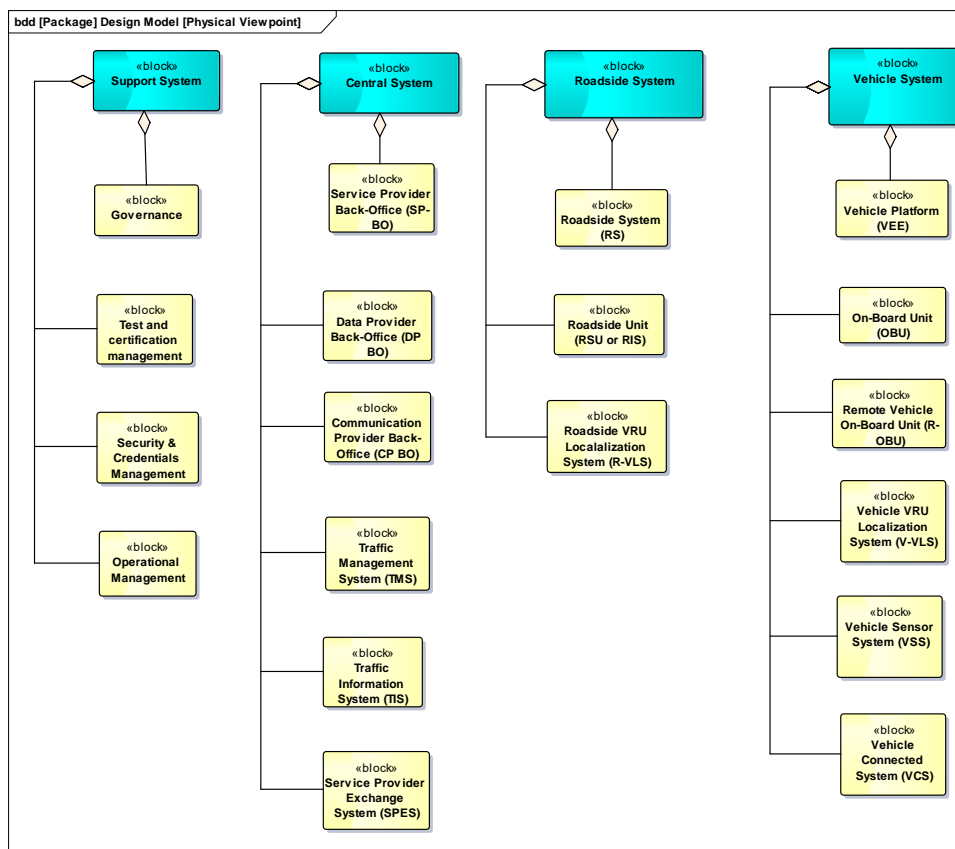 bdd [Package] Design Model [Physical Viewpoint]
«block»
Support System
«block»
Governance
«block»
Test and
certification
management
«block»
Security &
Credentials
Management
«block»
Operational
Management
«block»
Central System
«block»
Service Provider
Back-Office (SP-
BO)
«block»
Data Provider
Back-Office (DP
BO)
«block»
Communication
Provider Back-
Office (CP BO)
«block»
Traffic
Management
System (TMS)
«block»
Traffic
Information
System (TIS)
«block»
Service Provider
Exchange
System (SPES)
«block»
Roadside System
«block»
Roadside System
(RS)
«block»
Roadside Unit
(RSU or RIS)
«block»
Roadside VRU
Localalization
System (R-VLS)
«block»
Vehicle System
«block»
Vehicle Platform
(VEE)
«block»
On-Board Unit
(OBU)
«block»
Remote Vehicle
On-Board Unit (R-
OBU)
«block»
Vehicle VRU
Localization
System (V-VLS)
«block»
Vehicle Sensor
System (VSS)
«block»
Vehicle
Connected
System (VCS)